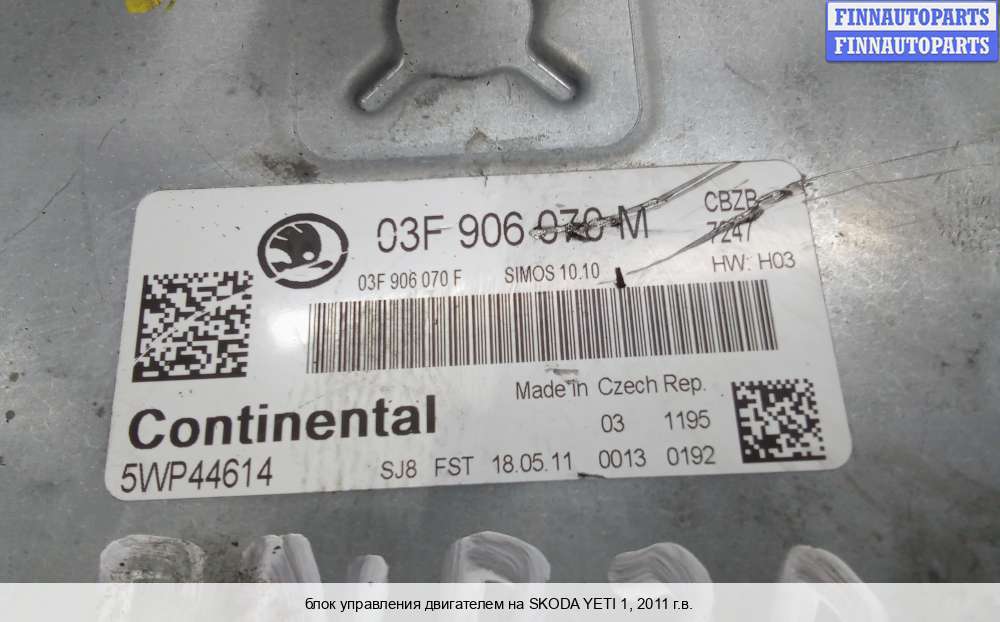 FINNAUTOPARTS
FINNAUTOPARTS
03F 906 070 M
CBZB
7247
HW: H03
03F 906 070 F
SIMOS 10.10
Made in Czech Rep.
Continental
03 1195
5WP44614
SJ8 FST 18.05.11 0013 0192
блок управления двигателем на SKODA YETI 1, 2011 г.в.